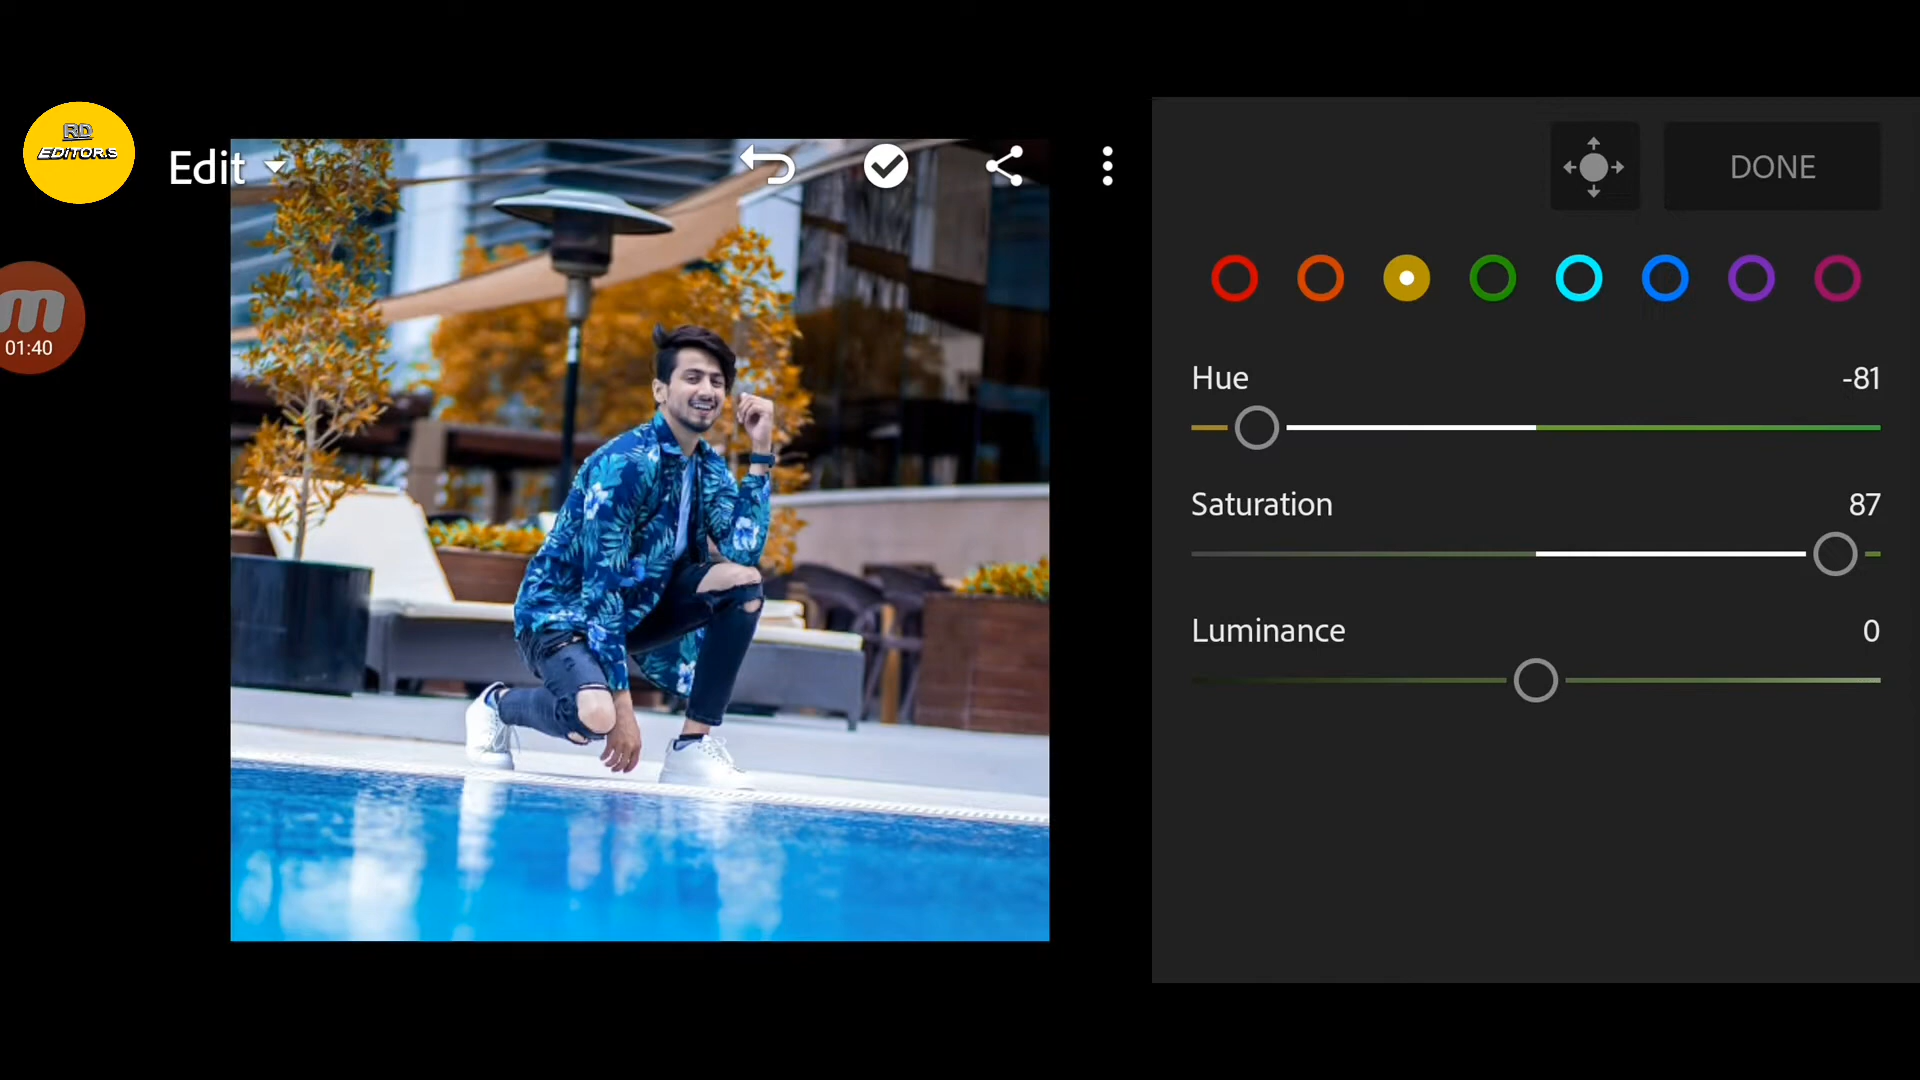 RD
EDITORS
Edit
DONE
01:40
Hue
-81
Saturation
87
Luminance
0